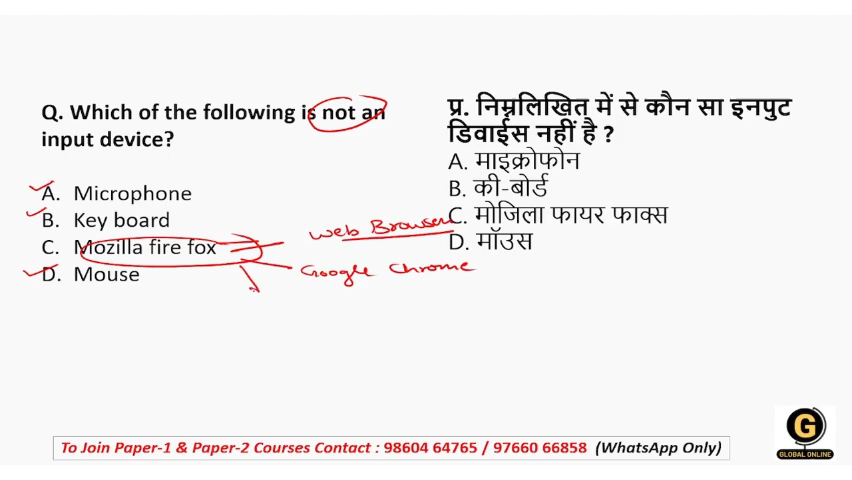 Q. Which of the following is not an
input device?
A. Microphone
B. Key board
C. Mozilla fire fox
D. Mouse
Web Browser
Google Chrome
प्र. निम्नलिखित में से कौन सा इनपुट
डिवाईस नहीं है ?
A. माइक्रोफोन
B. की-बोर्ड
C. मोजिला फायर फाक्स
D. मॉउस
G
GLOBAL ONLINE
To Join Paper-1 & Paper-2 Courses Contact : 98604 64765 / 97660 66858 (WhatsApp Only)